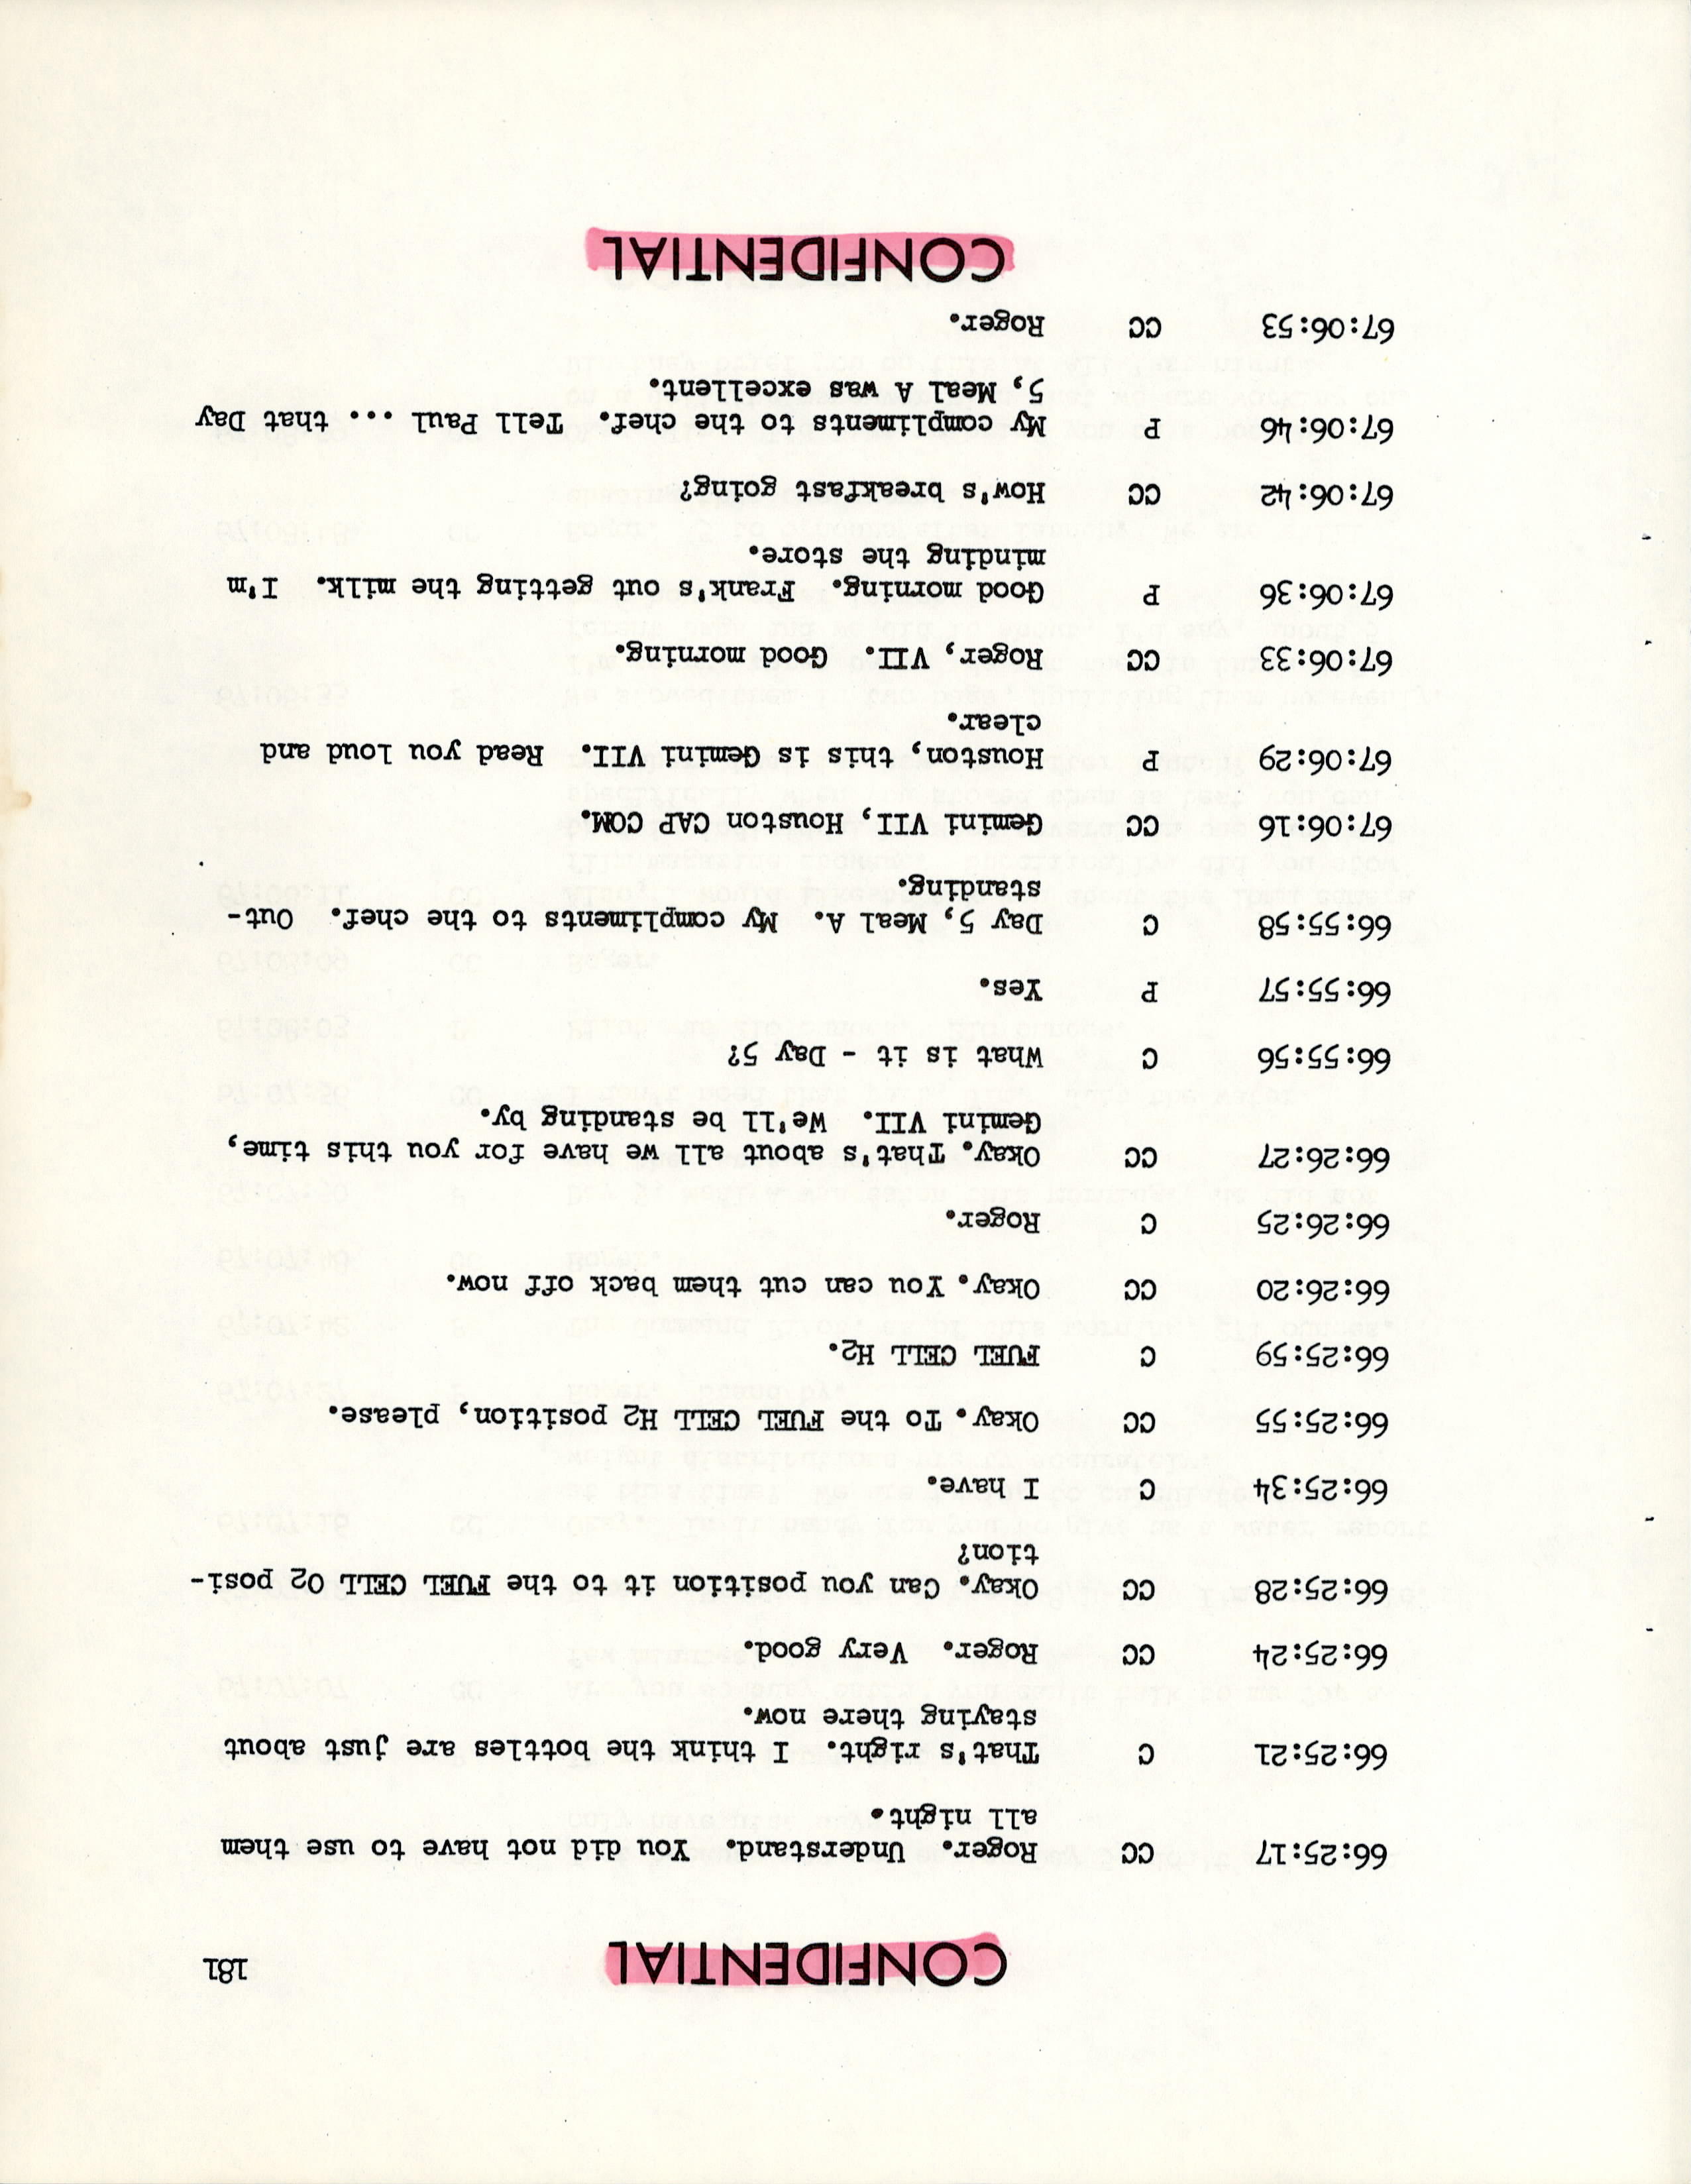 CONFIDENTIAL 181
66:25:17 CC Roger. Understand. You did not have to use them
all night.
66:25:21 C That's right. I think the bottles are just about
staying there now.
66:25:24 CC Roger. Very good.
66:25:28 CC Okay. Can you position it to the FUEL CELL O2 posi-
tion?
66:25:34 C I have.
66:25:55 CC Okay. To the FUEL CELL H2 position, please.
66:25:59 C FUEL CELL H2.
66:26:20 CC Okay. You can cut them back off now.
66:26:25 C Roger.
66:26:27 CC Okay. That's about all we have for you this time,
Gemini VII. We'll be standing by.
66:55:56 C What is it - Day 5?
66:55:57 P Yes.
66:55:58 C Day 5, Meal A. My compliments to the chef. Out-
standing.
67:06:16 CC Gemini VII, Houston CAP COM.
67:06:29 P Houston, this is Gemini VII. Read you loud and
clear.
67:06:33 CC Roger, VII. Good morning.
67:06:36 P Good morning. Frank's out getting the milk. I'm
minding the store.
67:06:42 CC How's breakfast going?
67:06:46 P My compliments to the chef. Tell Paul ... that Day
5, Meal A was excellent.
67:06:53 CC Roger.
CONFIDENTIAL